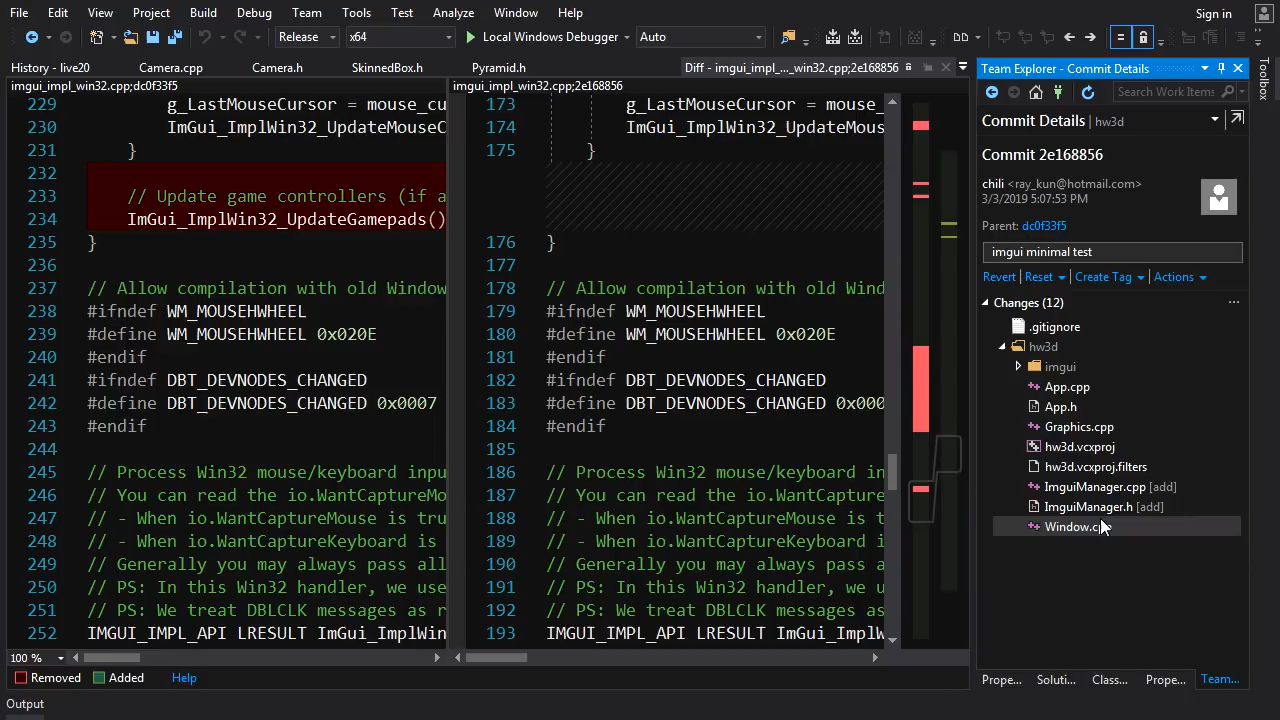 File Edit View Project Build Debug Team Tools Test Analyze Window Help Sign in
Release x64 Local Windows Debugger Auto
History - live20 Camera.cpp Camera.h SkinnedBox.h Pyramid.h Diff - imgui_impl_..._win32.cpp;2e168856
imgui_impl_win32.cpp;dc0f33f5
229 g_LastMouseCursor = mouse_cu
230 ImGui_ImplWin32_UpdateMouseC
231 }
232
233 // Update game controllers (if a
234 ImGui_ImplWin32_UpdateGamepads()
235 }
236
237 // Allow compilation with old Window
238 #ifndef WM_MOUSEHWHEEL
239 #define WM_MOUSEHWHEEL 0x020E
240 #endif
241 #ifndef DBT_DEVNODES_CHANGED
242 #define DBT_DEVNODES_CHANGED 0x0007
243 #endif
244
245 // Process Win32 mouse/keyboard inpu
246 // You can read the io.WantCaptureMo
247 // - When io.WantCaptureMouse is tru
248 // - When io.WantCaptureKeyboard is
249 // Generally you may always pass all
250 // PS: In this Win32 handler, we use
251 // PS: We treat DBLCLK messages as r
252 IMGUI_IMPL_API LRESULT ImGui_ImplWin
100 %
imgui_impl_win32.cpp;2e168856
173 g_LastMouseCursor = mouse_
174 ImGui_ImplWin32_UpdateMous
175 }
176 }
177
178 // Allow compilation with old Wind
179 #ifndef WM_MOUSEHWHEEL
180 #define WM_MOUSEHWHEEL 0x020E
181 #endif
182 #ifndef DBT_DEVNODES_CHANGED
183 #define DBT_DEVNODES_CHANGED 0x000
184 #endif
185
186 // Process Win32 mouse/keyboard in
187 // You can read the io.WantCapture
188 // - When io.WantCaptureMouse is t
189 // - When io.WantCaptureKeyboard i
190 // Generally you may always pass a
191 // PS: In this Win32 handler, we u
192 // PS: We treat DBLCLK messages as
193 IMGUI_IMPL_API LRESULT ImGui_ImplW
Removed Added Help
Output
Team Explorer - Commit Details
Search Work Items
Commit Details | hw3d
Commit 2e168856
chili <ray_kun@hotmail.com>
3/3/2019 5:07:53 PM
Parent: dc0f33f5
imgui minimal test
Revert Reset Create Tag Actions
Changes (12)
.gitignore
hw3d
imgui
App.cpp
App.h
Graphics.cpp
hw3d.vcxproj
hw3d.vcxproj.filters
ImguiManager.cpp [add]
ImguiManager.h [add]
Window.cpp
Prope... Soluti... Class... Prope... Team...
Toolbox